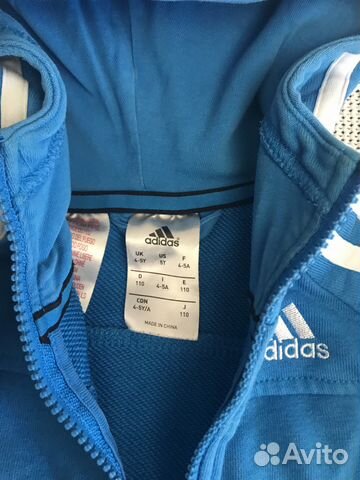 adidas
UK US F
4-5Y 5T 4-5A
D I E
110 4-5A 110
CON J
4-5Y/A 110
MADE IN CHINA
adidas
Avito